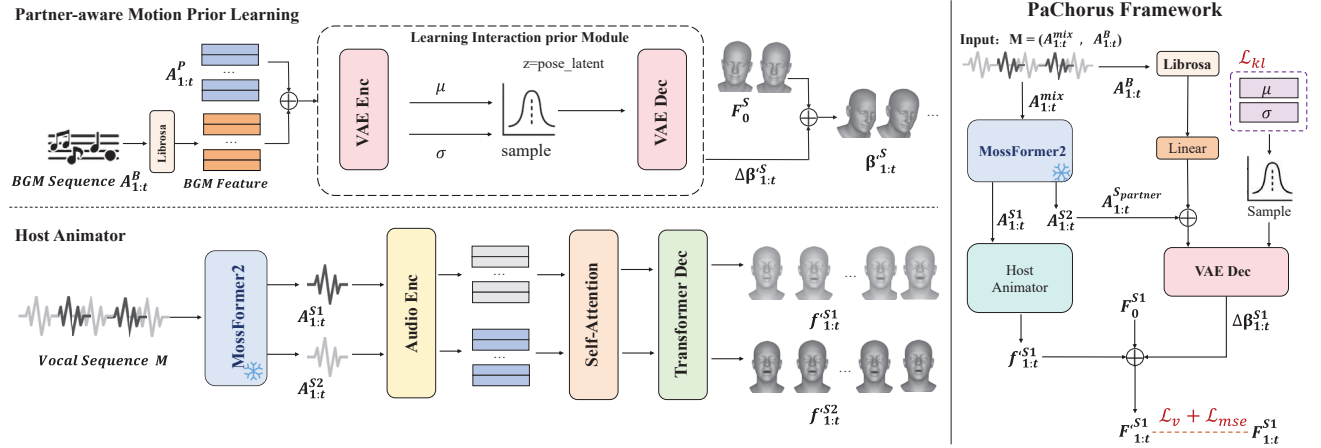 Partner-aware Motion Prior Learning
A^P_{1:t}
...
BGM Sequence A^B_{1:t}
Librosa
BGM Feature
...
Learning Interaction prior Module
VAE Enc
μ
σ
z=pose_latent
sample
VAE Dec
F^S_0
Δβ'^S_{1:t}
β'^S_{1:t}
...
Host Animator
Vocal Sequence M
MossFormer2
A^{S1}_{1:t}
A^{S2}_{1:t}
Audio Enc
...
...
Self-Attention
Transformer Dec
...
f'^{S1}_{1:t}
...
f'^{S2}_{1:t}
PaChorus Framework
Input: M = (A^{mix}_{1:t} , A^B_{1:t})
A^B_{1:t}
Librosa
L_{kl}
μ
σ
A^{mix}_{1:t}
MossFormer2
Linear
Sample
A^{S1}_{1:t}
A^{S2}_{1:t}
A^{S_{partner}}_{1:t}
Host
Animator
VAE Dec
F^{S1}_0
Δβ^{S1}_{1:t}
f'^{S1}_{1:t}
F'^{S1}_{1:t}
L_v + L_{mse}
F^{S1}_{1:t}